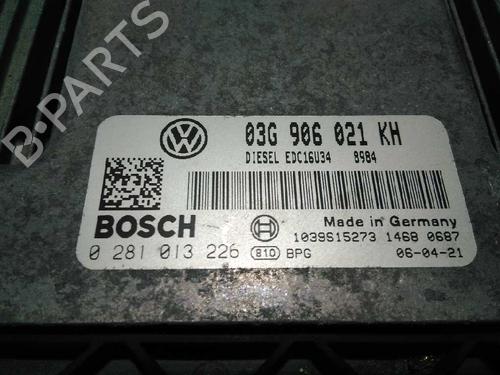 B-PARTS
VW
03G 906 021 KH
DIESEL EDC16U34 8984
BOSCH
Made in Germany
0 281 013 226
1039S15273 1468 0687
810 BPG 06-04-21